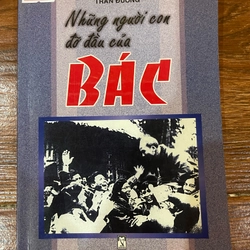 TRẦN ĐƯƠNG
Những người con
đỡ đầu của
BÁC